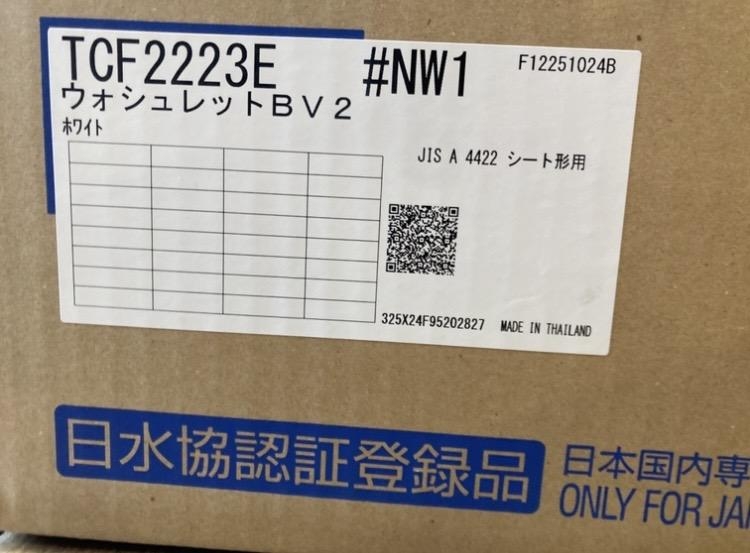 TCF2223E #NW1 F12251024B
ウォシュレットＢＶ２
ﾎﾜｲﾄ
JIS A 4422 シート形用
325X24F95202827 MADE IN THAILAND
日水協認証登録品
日本国内専
ONLY FOR JA